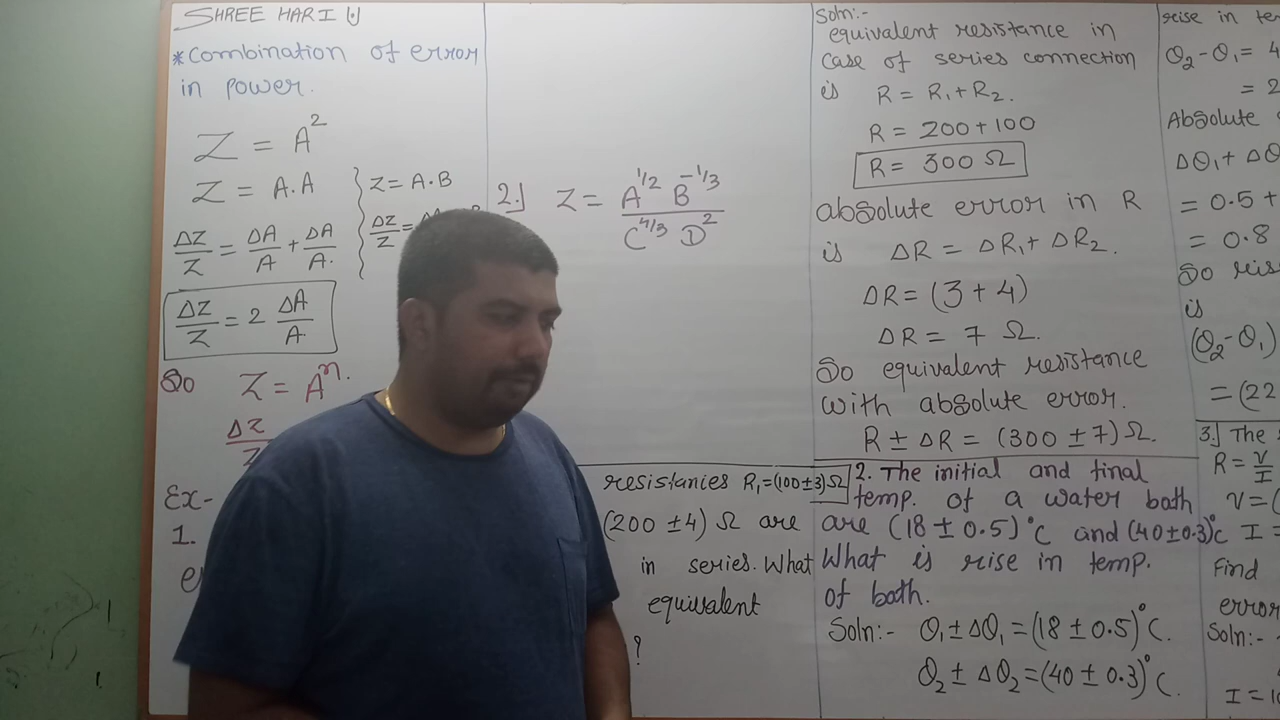 SHREE HARI
*Combination of error
in power.
Z = A²
Z = A.A
ΔZ/Z = ΔA/A + ΔA/A.
ΔZ/Z = 2 ΔA/A
Z = A.B
ΔZ/Z =
So Z = Aⁿ.
ΔZ
Ex-
1.
2.] Z = A^1/2 B^-1/3 / C^4/3 D^2
resistanies R₁=(100±3)Ω
(200 ±4) Ω are
in series. What
equivalent
?
Soln:-
equivalent resistance in
case of series connection
is R = R₁+R₂.
R = 200+100
R = 300 Ω
absolute error in R
is ΔR = ΔR₁+ ΔR₂.
ΔR = (3 + 4)
ΔR = 7 Ω.
So equivalent resistance
with absolute error.
R ± ΔR = (300 ±7) Ω.
2. The initial and final
temp. of a water bath
are (18 ± 0.5)°C and (40±0.3)°C
What is rise in temp.
of bath.
Soln:- θ₁ ± Δθ₁ = (18 ± 0.5)°C.
θ₂ ± Δθ₂ = (40 ± 0.3)°C.
rise in te
θ₂-θ₁= 4
= 2
Absolute
Δθ₁ + Δθ
= 0.5 +
= 0.8
So rise
is
(θ₂-θ₁)
= (22
3.] The
R = V/I
V = (
I =
Find
error
Soln:-
I = 1